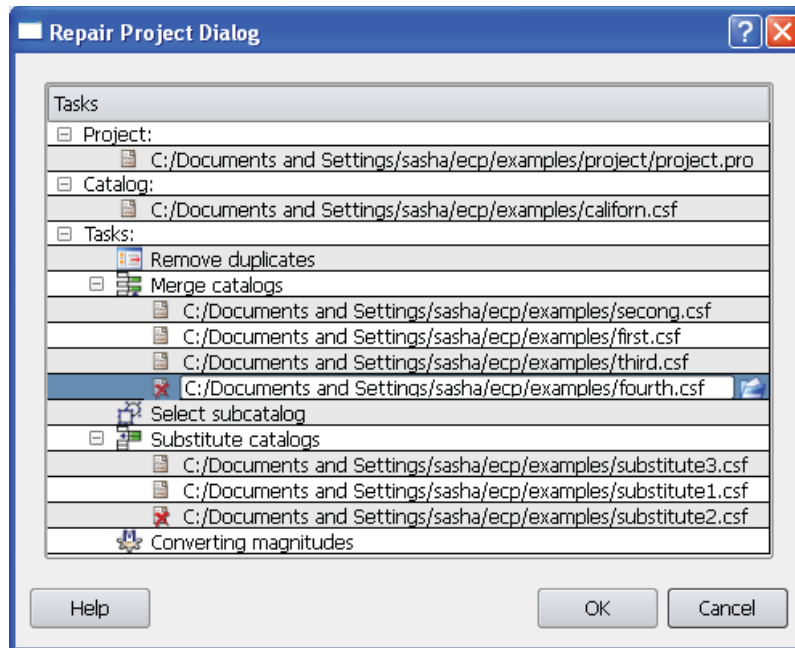 Repair Project Dialog
Tasks
Project:
C:/Documents and Settings/sasha/ecp/examples/project/project.pro
Catalog:
C:/Documents and Settings/sasha/ecp/examples/californ.csf
Tasks:
Remove duplicates
Merge catalogs
C:/Documents and Settings/sasha/ecp/examples/secong.csf
C:/Documents and Settings/sasha/ecp/examples/first.csf
C:/Documents and Settings/sasha/ecp/examples/third.csf
C:/Documents and Settings/sasha/ecp/examples/fourth.csf
Select subcatalog
Substitute catalogs
C:/Documents and Settings/sasha/ecp/examples/substitute3.csf
C:/Documents and Settings/sasha/ecp/examples/substitute1.csf
C:/Documents and Settings/sasha/ecp/examples/substitute2.csf
Converting magnitudes
Help OK Cancel